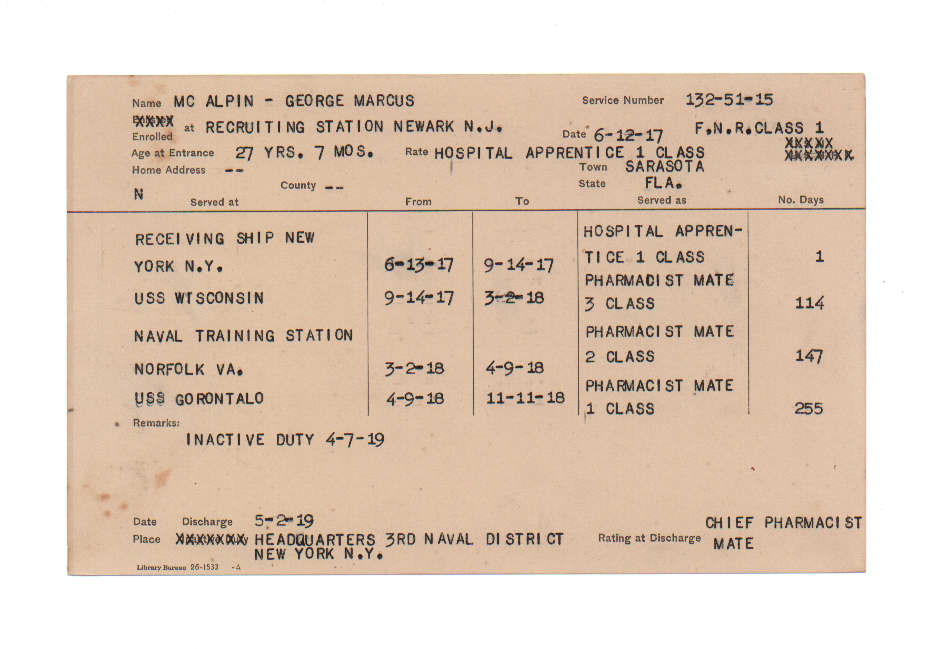 Name MC ALPIN - GEORGE MARCUS Service Number 132-51-15
Enrolled at RECRUITING STATION NEWARK N.J. Date 6-12-17 F.N.R.CLASS 1
Age at Entrance 27 YRS. 7 MOS. Rate HOSPITAL APPRENTICE 1 CLASS
Home Address -- Town SARASOTA
N County -- State FLA.
Served at From To Served as No. Days
RECEIVING SHIP NEW HOSPITAL APPREN-
YORK N.Y. 6-13-17 9-14-17 TICE 1 CLASS 1
PHARMACIST MATE
USS WISCONSIN 9-14-17 3-2-18 3 CLASS 114
NAVAL TRAINING STATION PHARMACIST MATE
2 CLASS 147
NORFOLK VA. 3-2-18 4-9-18
PHARMACIST MATE
USS GORONTALO 4-9-18 11-11-18 1 CLASS 255
Remarks:
INACTIVE DUTY 4-7-19
Date Discharge 5-2-19 CHIEF PHARMACIST
Place HEADQUARTERS 3RD NAVAL DISTRICT Rating at Discharge MATE
NEW YORK N.Y.
Library Bureau 26-1533 -A